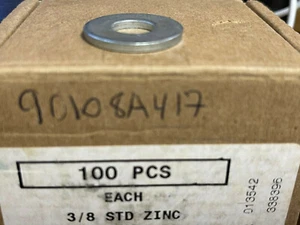 90108A417
100 PCS
EACH
3/8 STD ZINC
013542
338396